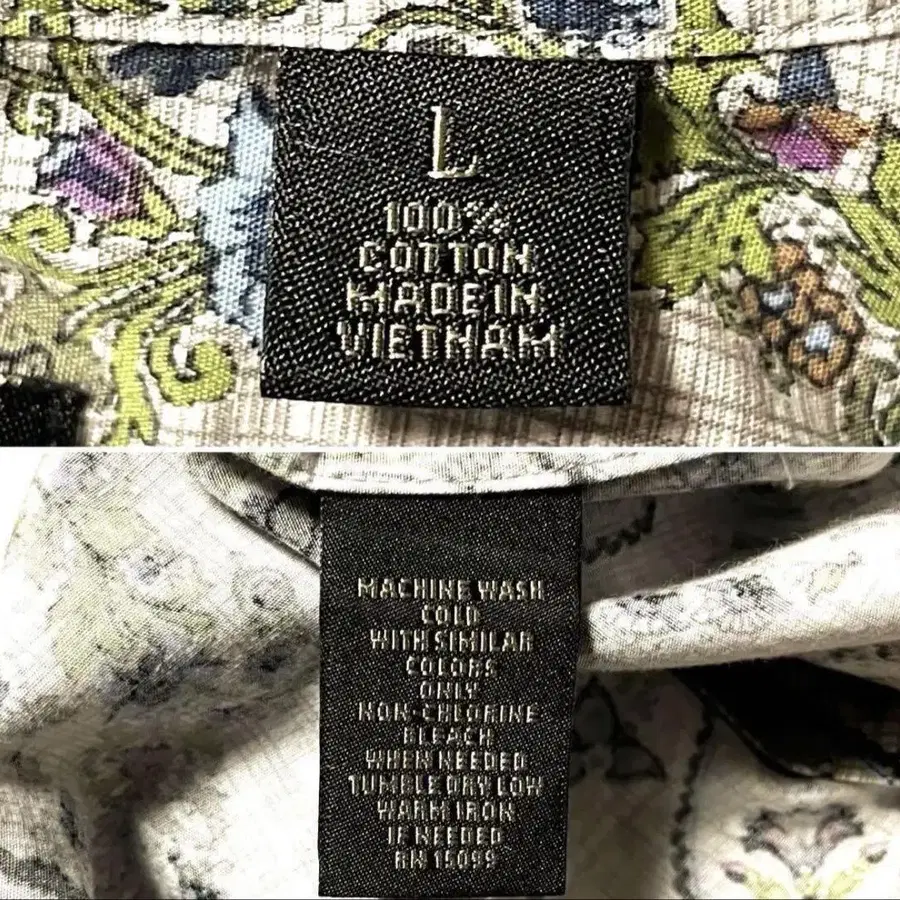 L
100%
COTTON
MADE IN
VIETNAM
MACHINE WASH
COLD
WITH SIMILAR
COLORS
ONLY
NON-CHLORINE
BLEACH
WHEN NEEDED
TUMBLE DRY LOW
WARM IRON
IF NEEDED
RN 15099